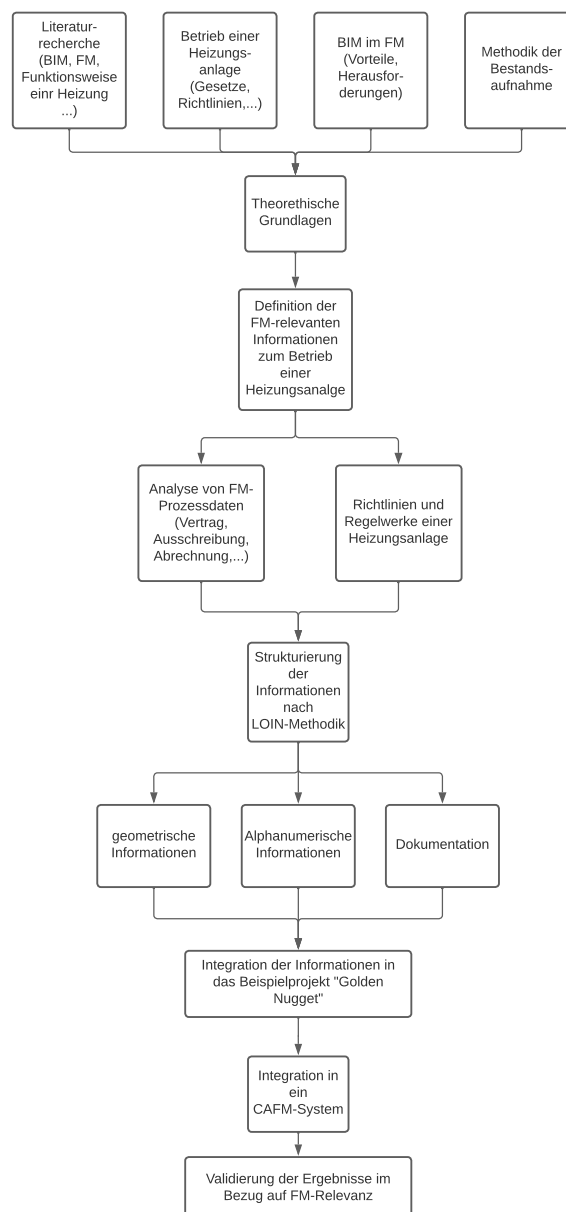 Literatur-
recherche
(BIM, FM,
Funktionsweise
einr Heizung
...)
Betrieb einer
Heizungs-
anlage
(Gesetze,
Richtlinien,...)
BIM im FM
(Vorteile,
Herausfor-
derungen)
Methodik der
Bestands-
aufnahme
Theorethische
Grundlagen
Definition der
FM-relevanten
Informationen
zum Betrieb
einer
Heizungsanalge
Analyse von FM-
Prozessdaten
(Vertrag,
Ausschreibung,
Abrechnung,...)
Richtlinien und
Regelwerke einer
Heizungsanlage
Strukturierung
der
Informationen
nach
LOIN-Methodik
geometrische
Informationen
Alphanumerische
Informationen
Dokumentation
Integration der Informationen in
das Beispielprojekt "Golden
Nugget"
Integration in
ein
CAFM-System
Validierung der Ergebnisse im
Bezug auf FM-Relevanz